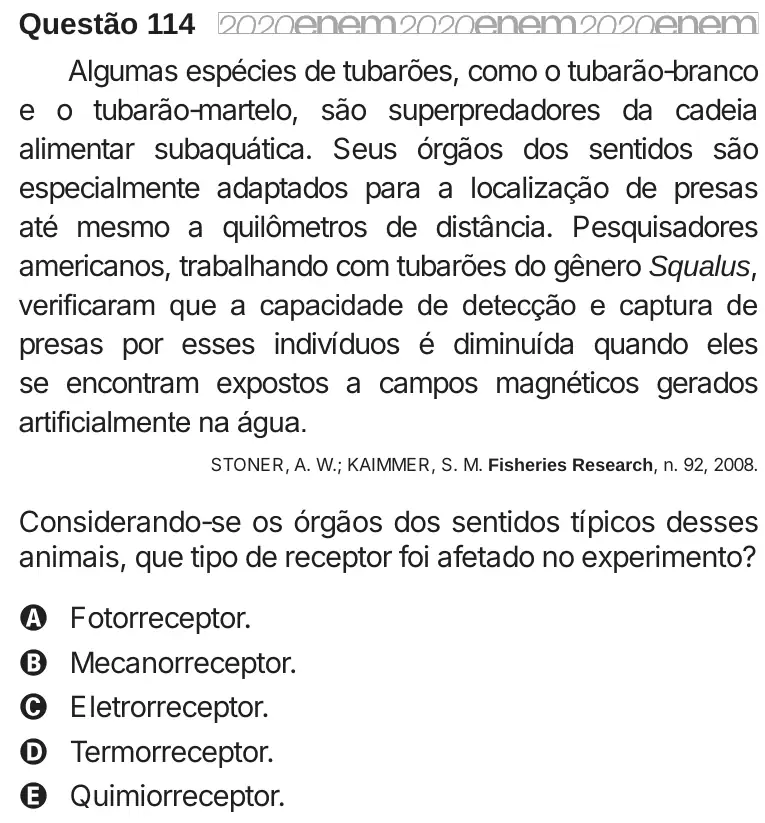 Questão 114 2020enem2020enem2020enem
Algumas espécies de tubarões, como o tubarão-branco
e o tubarão-martelo, são superpredadores da cadeia
alimentar subaquática. Seus órgãos dos sentidos são
especialmente adaptados para a localização de presas
até mesmo a quilômetros de distância. Pesquisadores
americanos, trabalhando com tubarões do gênero Squalus,
verificaram que a capacidade de detecção e captura de
presas por esses indivíduos é diminuída quando eles
se encontram expostos a campos magnéticos gerados
artificialmente na água.
STONER, A. W.; KAIMMER, S. M. Fisheries Research, n. 92, 2008.
Considerando-se os órgãos dos sentidos típicos desses
animais, que tipo de receptor foi afetado no experimento?
A Fotorreceptor.
B Mecanorreceptor.
C Eletrorreceptor.
D Termorreceptor.
E Quimiorreceptor.